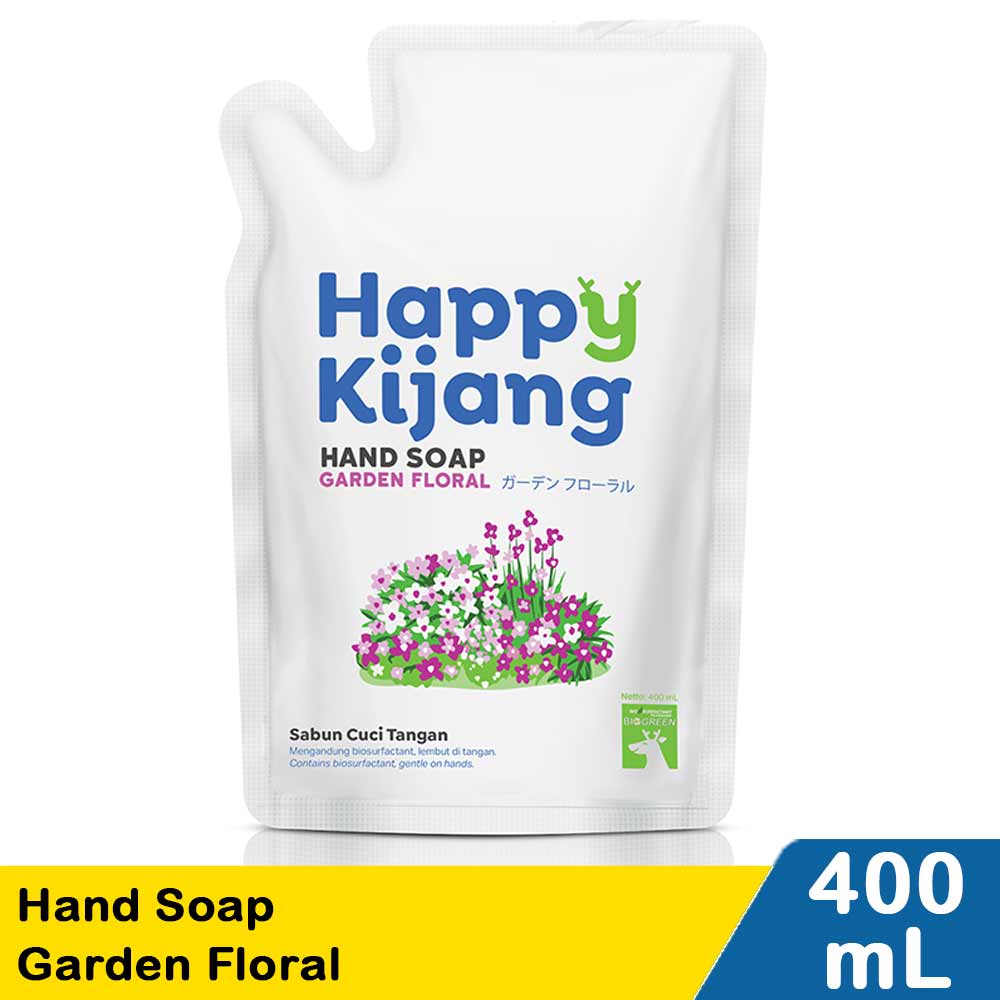 Happy
Kijang
HAND SOAP
GARDEN FLORAL ガーデン フローラル
Netto: 400 mL
BIOGREEN
Sabun Cuci Tangan
Mengandung biosurfactant, lembut di tangan.
Contains biosurfactant, gentle on hands.
Hand Soap
Garden Floral
400
mL